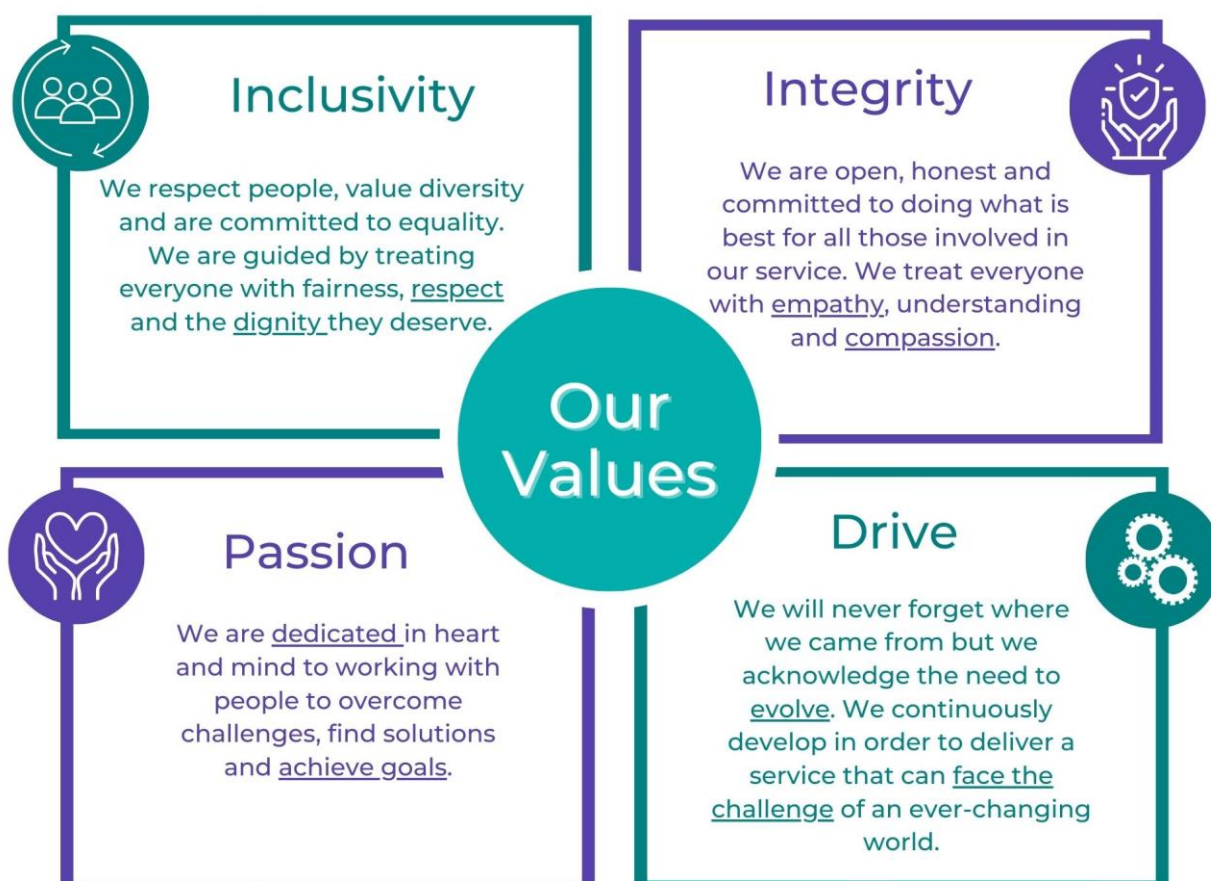 Inclusivity
We respect people, value diversity
and are committed to equality.
We are guided by treating
everyone with fairness, respect
and the dignity they deserve.
Integrity
We are open, honest and
committed to doing what is
best for all those involved in
our service. We treat everyone
with empathy, understanding
and compassion.
Our
Values
Passion
We are dedicated in heart
and mind to working with
people to overcome
challenges, find solutions
and achieve goals.
Drive
We will never forget where
we came from but we
acknowledge the need to
evolve. We continuously
develop in order to deliver a
service that can face the
challenge of an ever-changing
world.